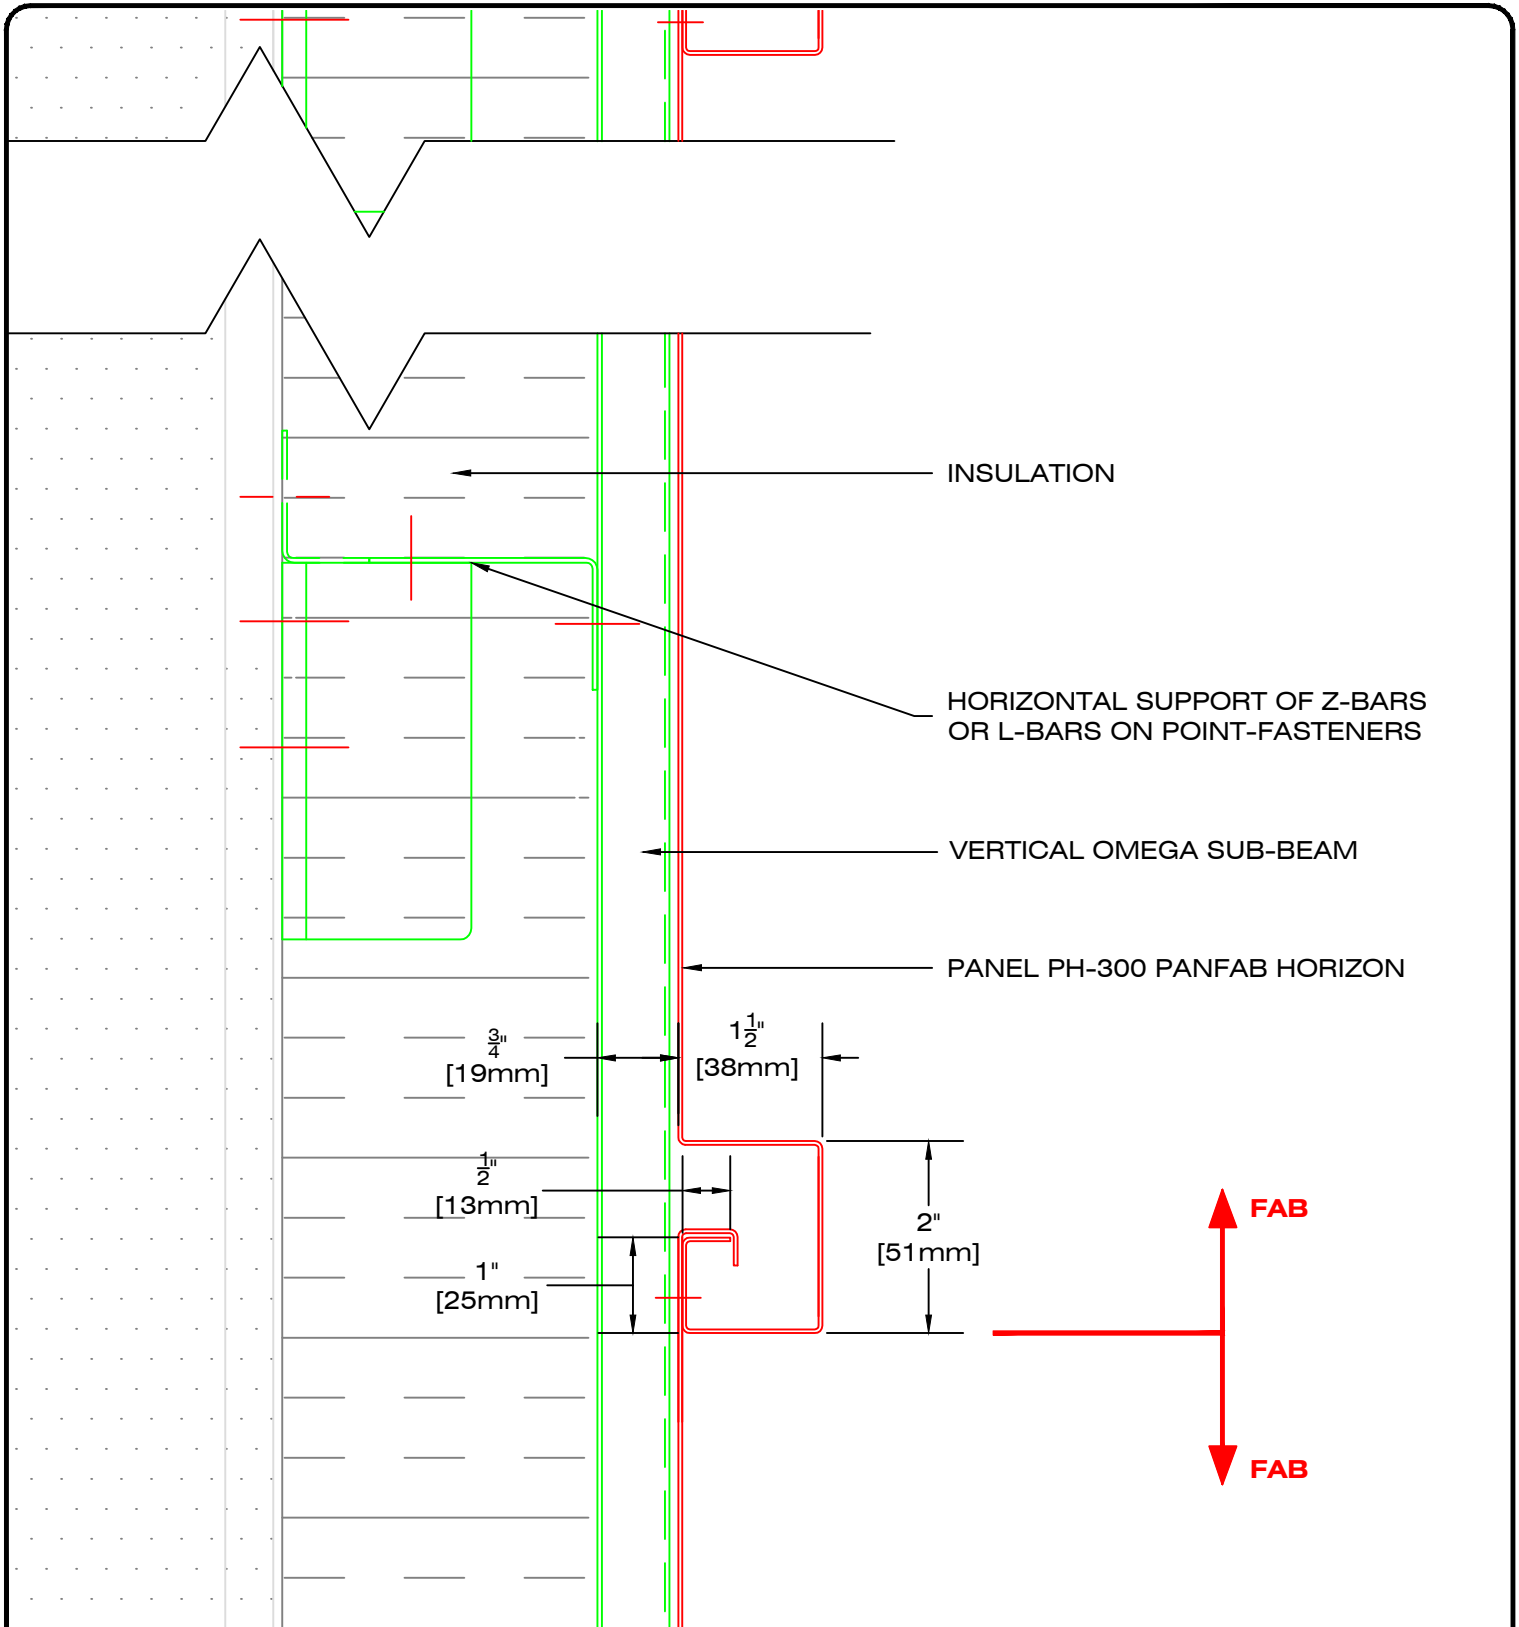 INSULATION
HORIZONTAL SUPPORT OF Z-BARS
OR L-BARS ON POINT-FASTENERS
VERTICAL OMEGA SUB-BEAM
PANEL PH-300 PANFAB HORIZON
3/4"
[19mm]
1 1/2"
[38mm]
1/2"
[13mm]
2"
[51mm]
1"
[25mm]
FAB
FAB